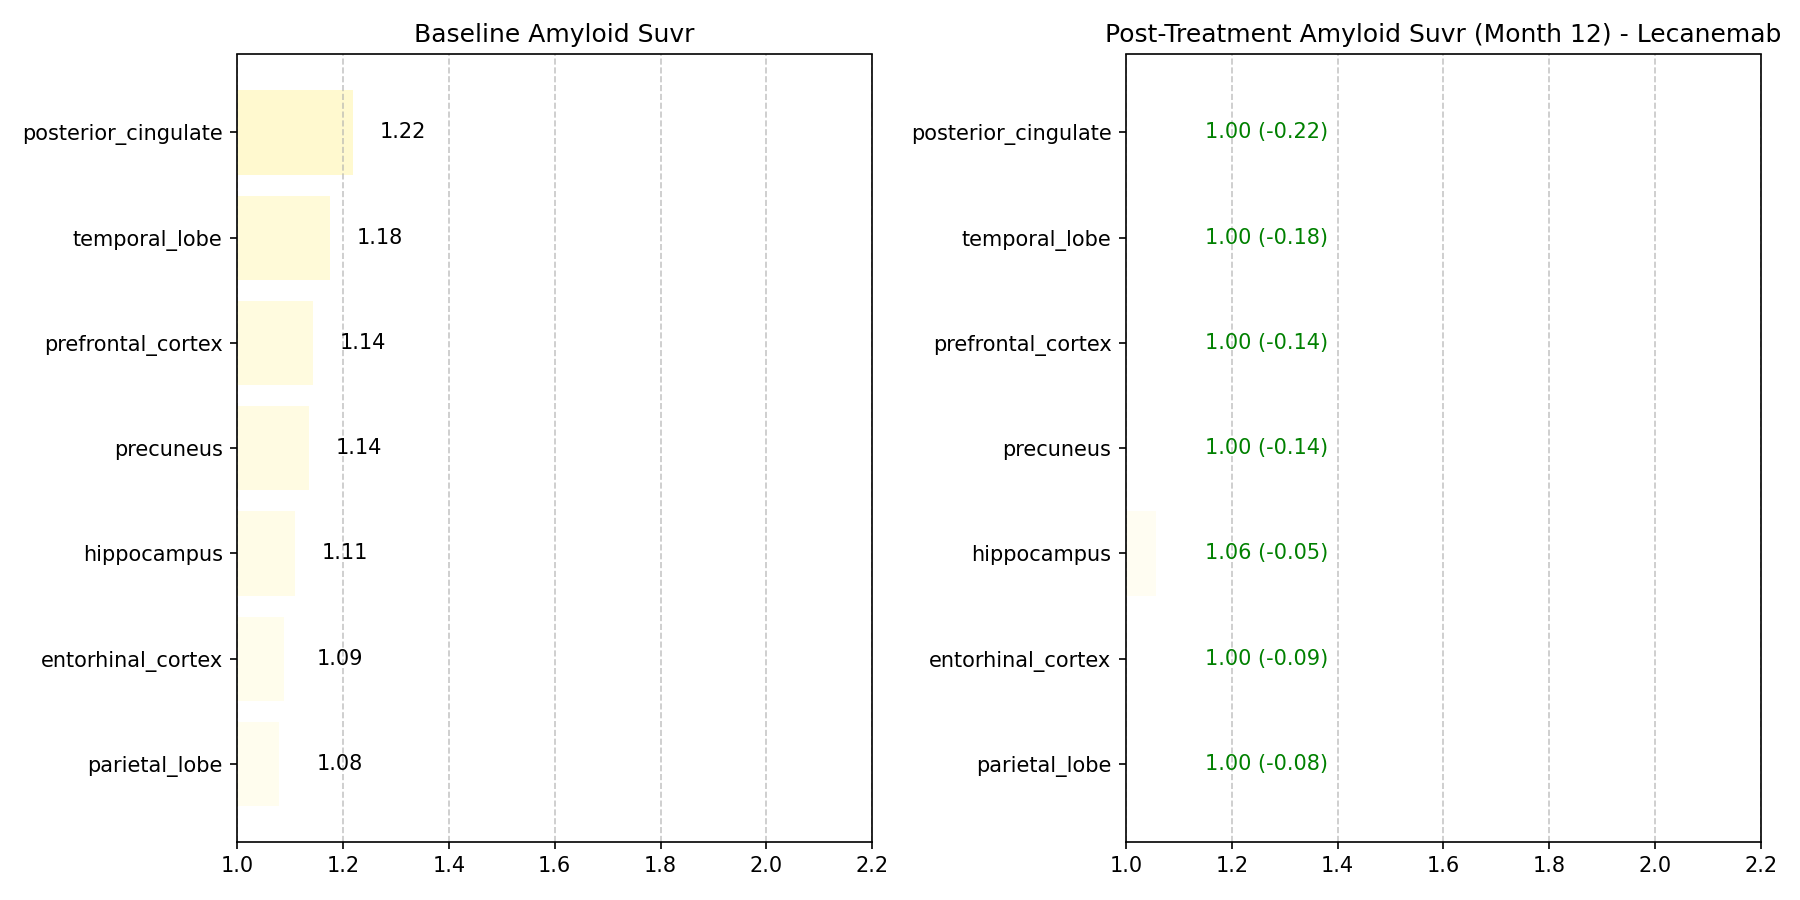 Baseline Amyloid Suvr
posterior_cingulate 1.22
temporal_lobe 1.18
prefrontal_cortex 1.14
precuneus 1.14
hippocampus 1.11
entorhinal_cortex 1.09
parietal_lobe 1.08
1.0 1.2 1.4 1.6 1.8 2.0 2.2
Post-Treatment Amyloid Suvr (Month 12) - Lecanemab
posterior_cingulate 1.00 (-0.22)
temporal_lobe 1.00 (-0.18)
prefrontal_cortex 1.00 (-0.14)
precuneus 1.00 (-0.14)
hippocampus 1.06 (-0.05)
entorhinal_cortex 1.00 (-0.09)
parietal_lobe 1.00 (-0.08)
1.0 1.2 1.4 1.6 1.8 2.0 2.2